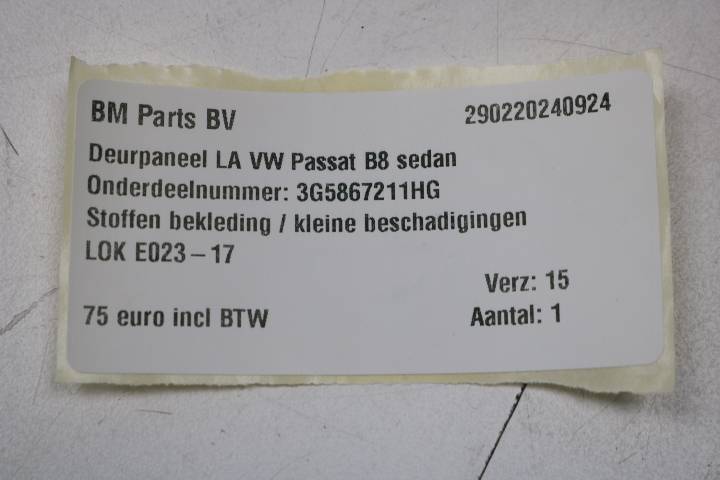 BM Parts BV 290220240924
Deurpaneel LA VW Passat B8 sedan
Onderdeelnummer: 3G5867211HG
Stoffen bekleding / kleine beschadigingen
LOK E023-17
Verz: 15
75 euro incl BTW Aantal: 1